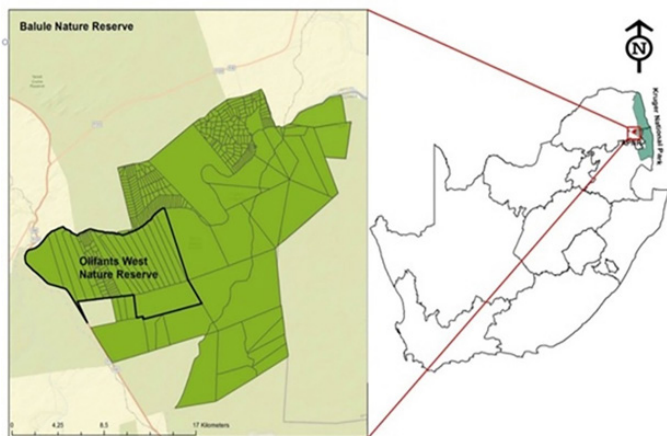 Balule Nature Reserve
Olifants West
Nature Reserve
0 4.25 8.5 17 Kilometers
N
Kruger National Park